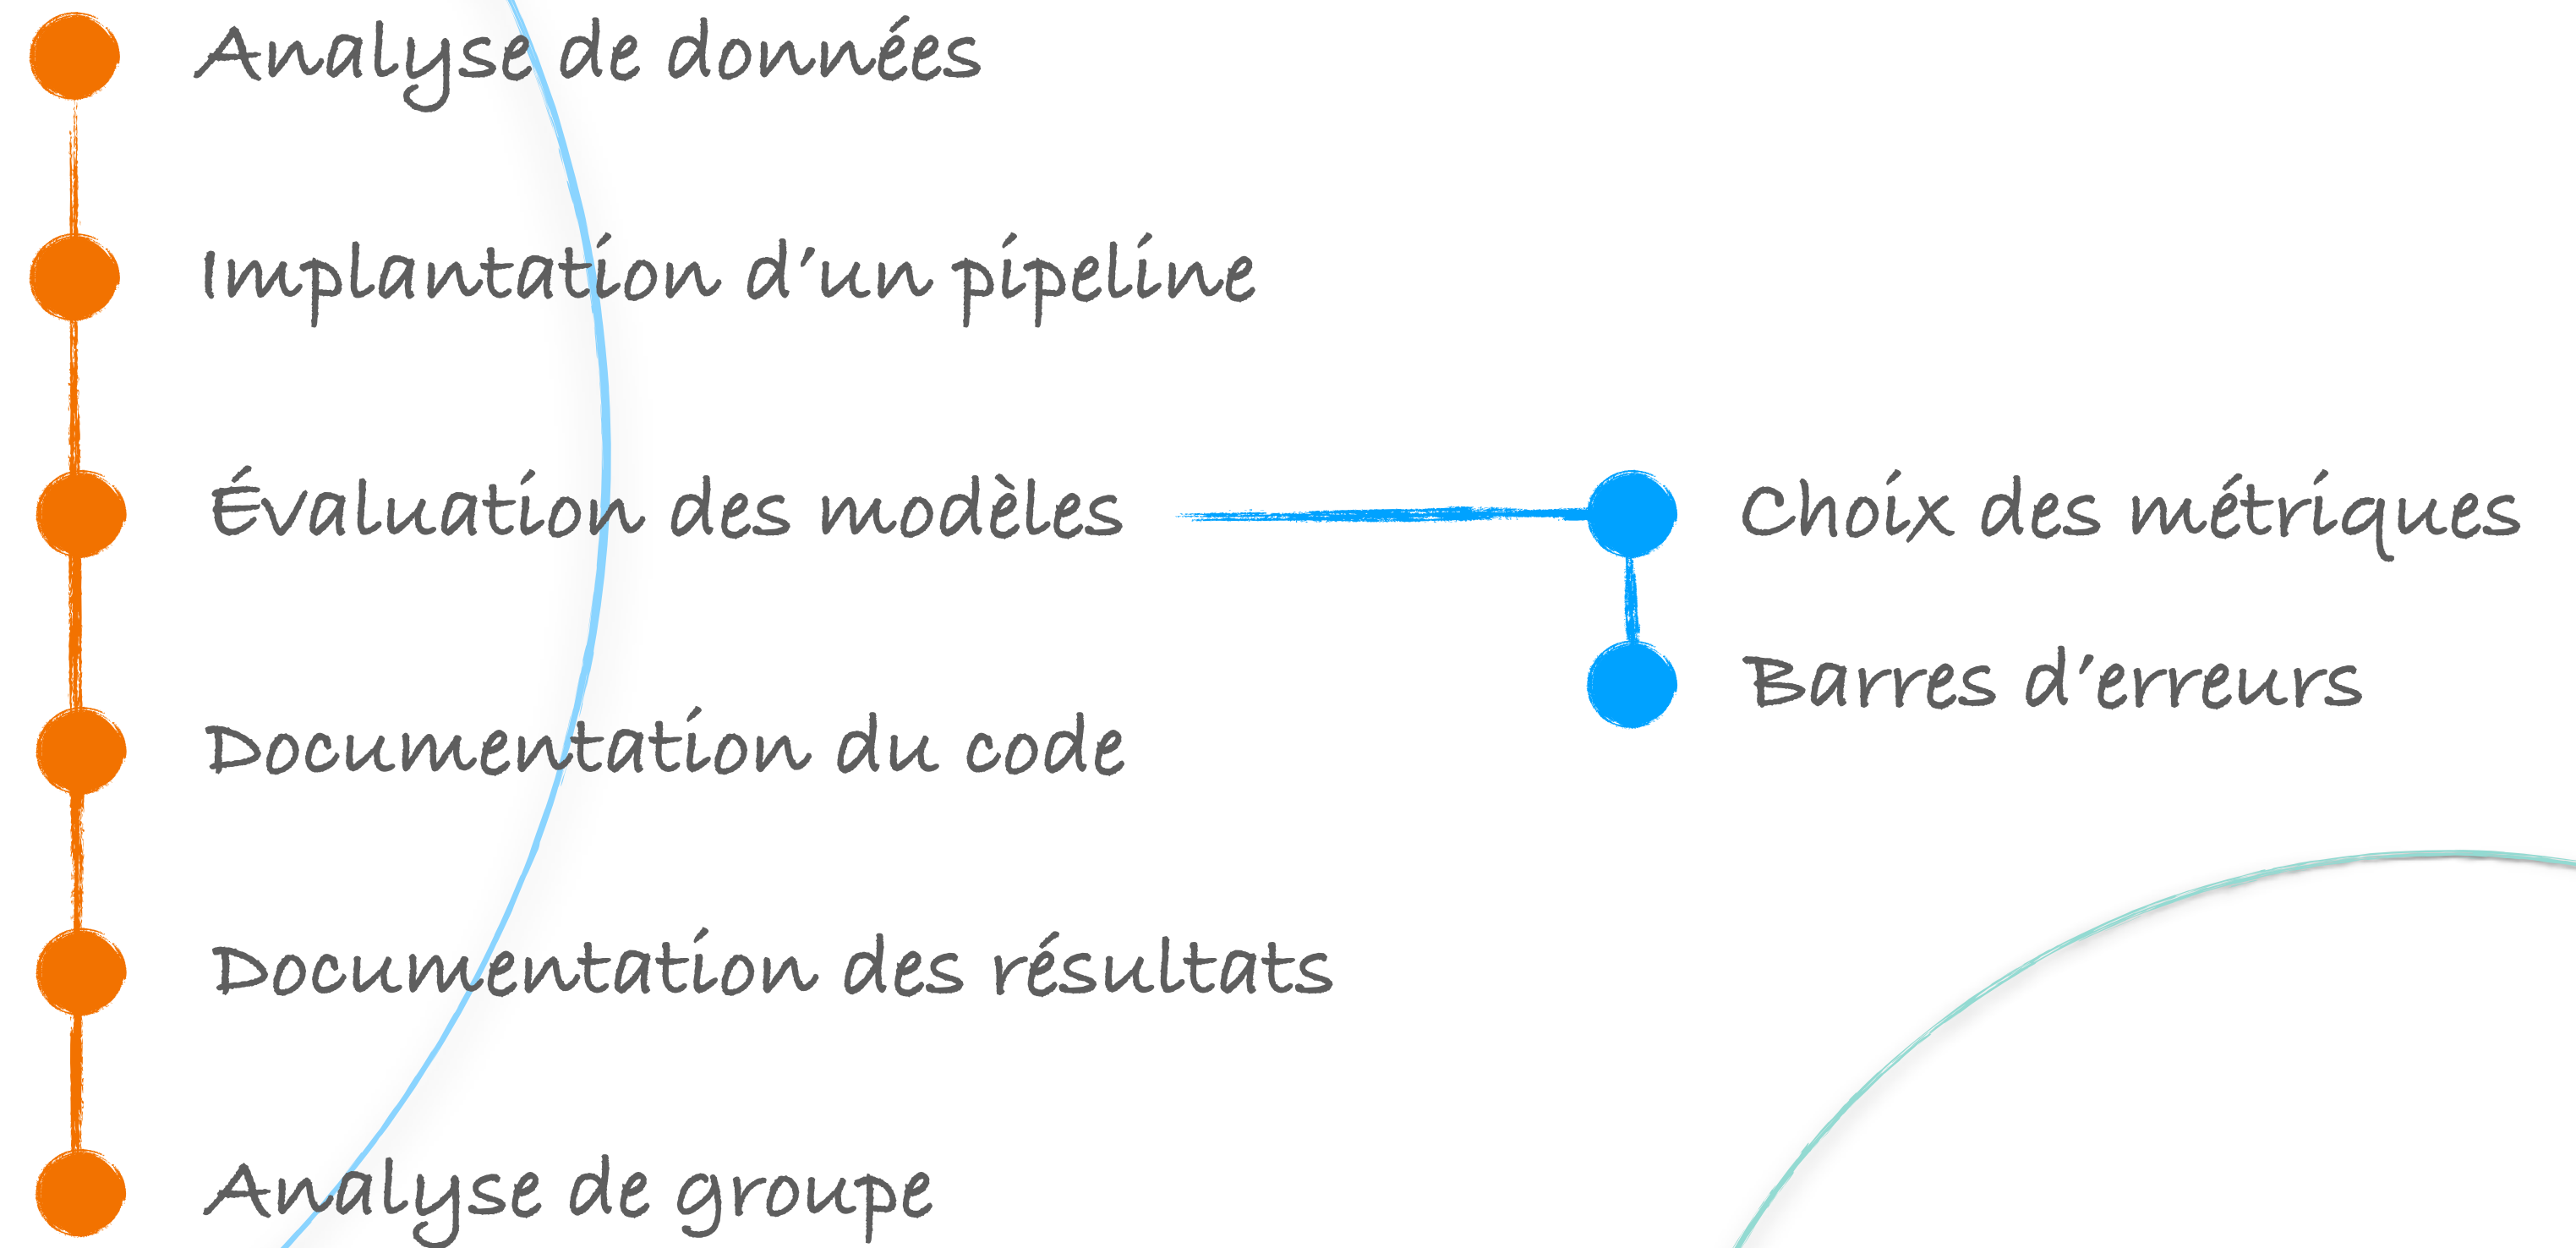 Analyse de données
Implantation d'un pipeline
Évaluation des modèles
Choix des métriques
Barres d'erreurs
Documentation du code
Documentation des résultats
Analyse de groupe